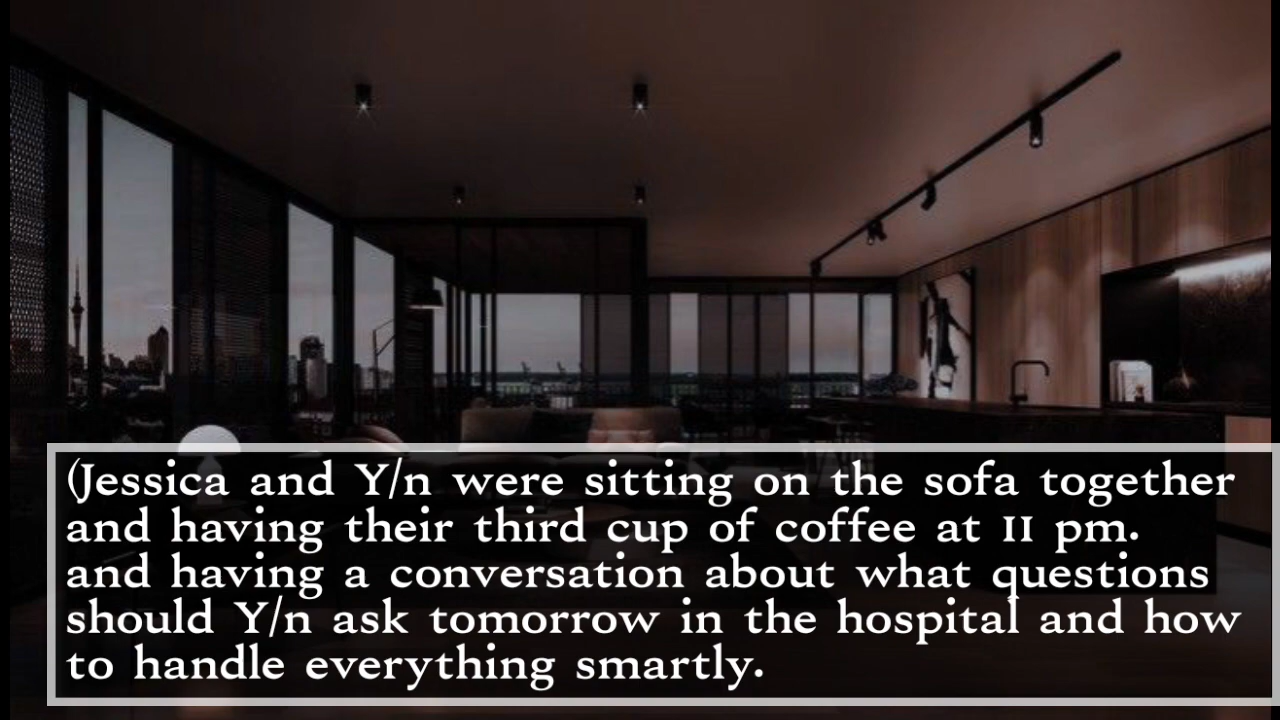 (Jessica and Y/n were sitting on the sofa together
and having their third cup of coffee at 11 pm.
and having a conversation about what questions
should Y/n ask tomorrow in the hospital and how
to handle everything smartly.